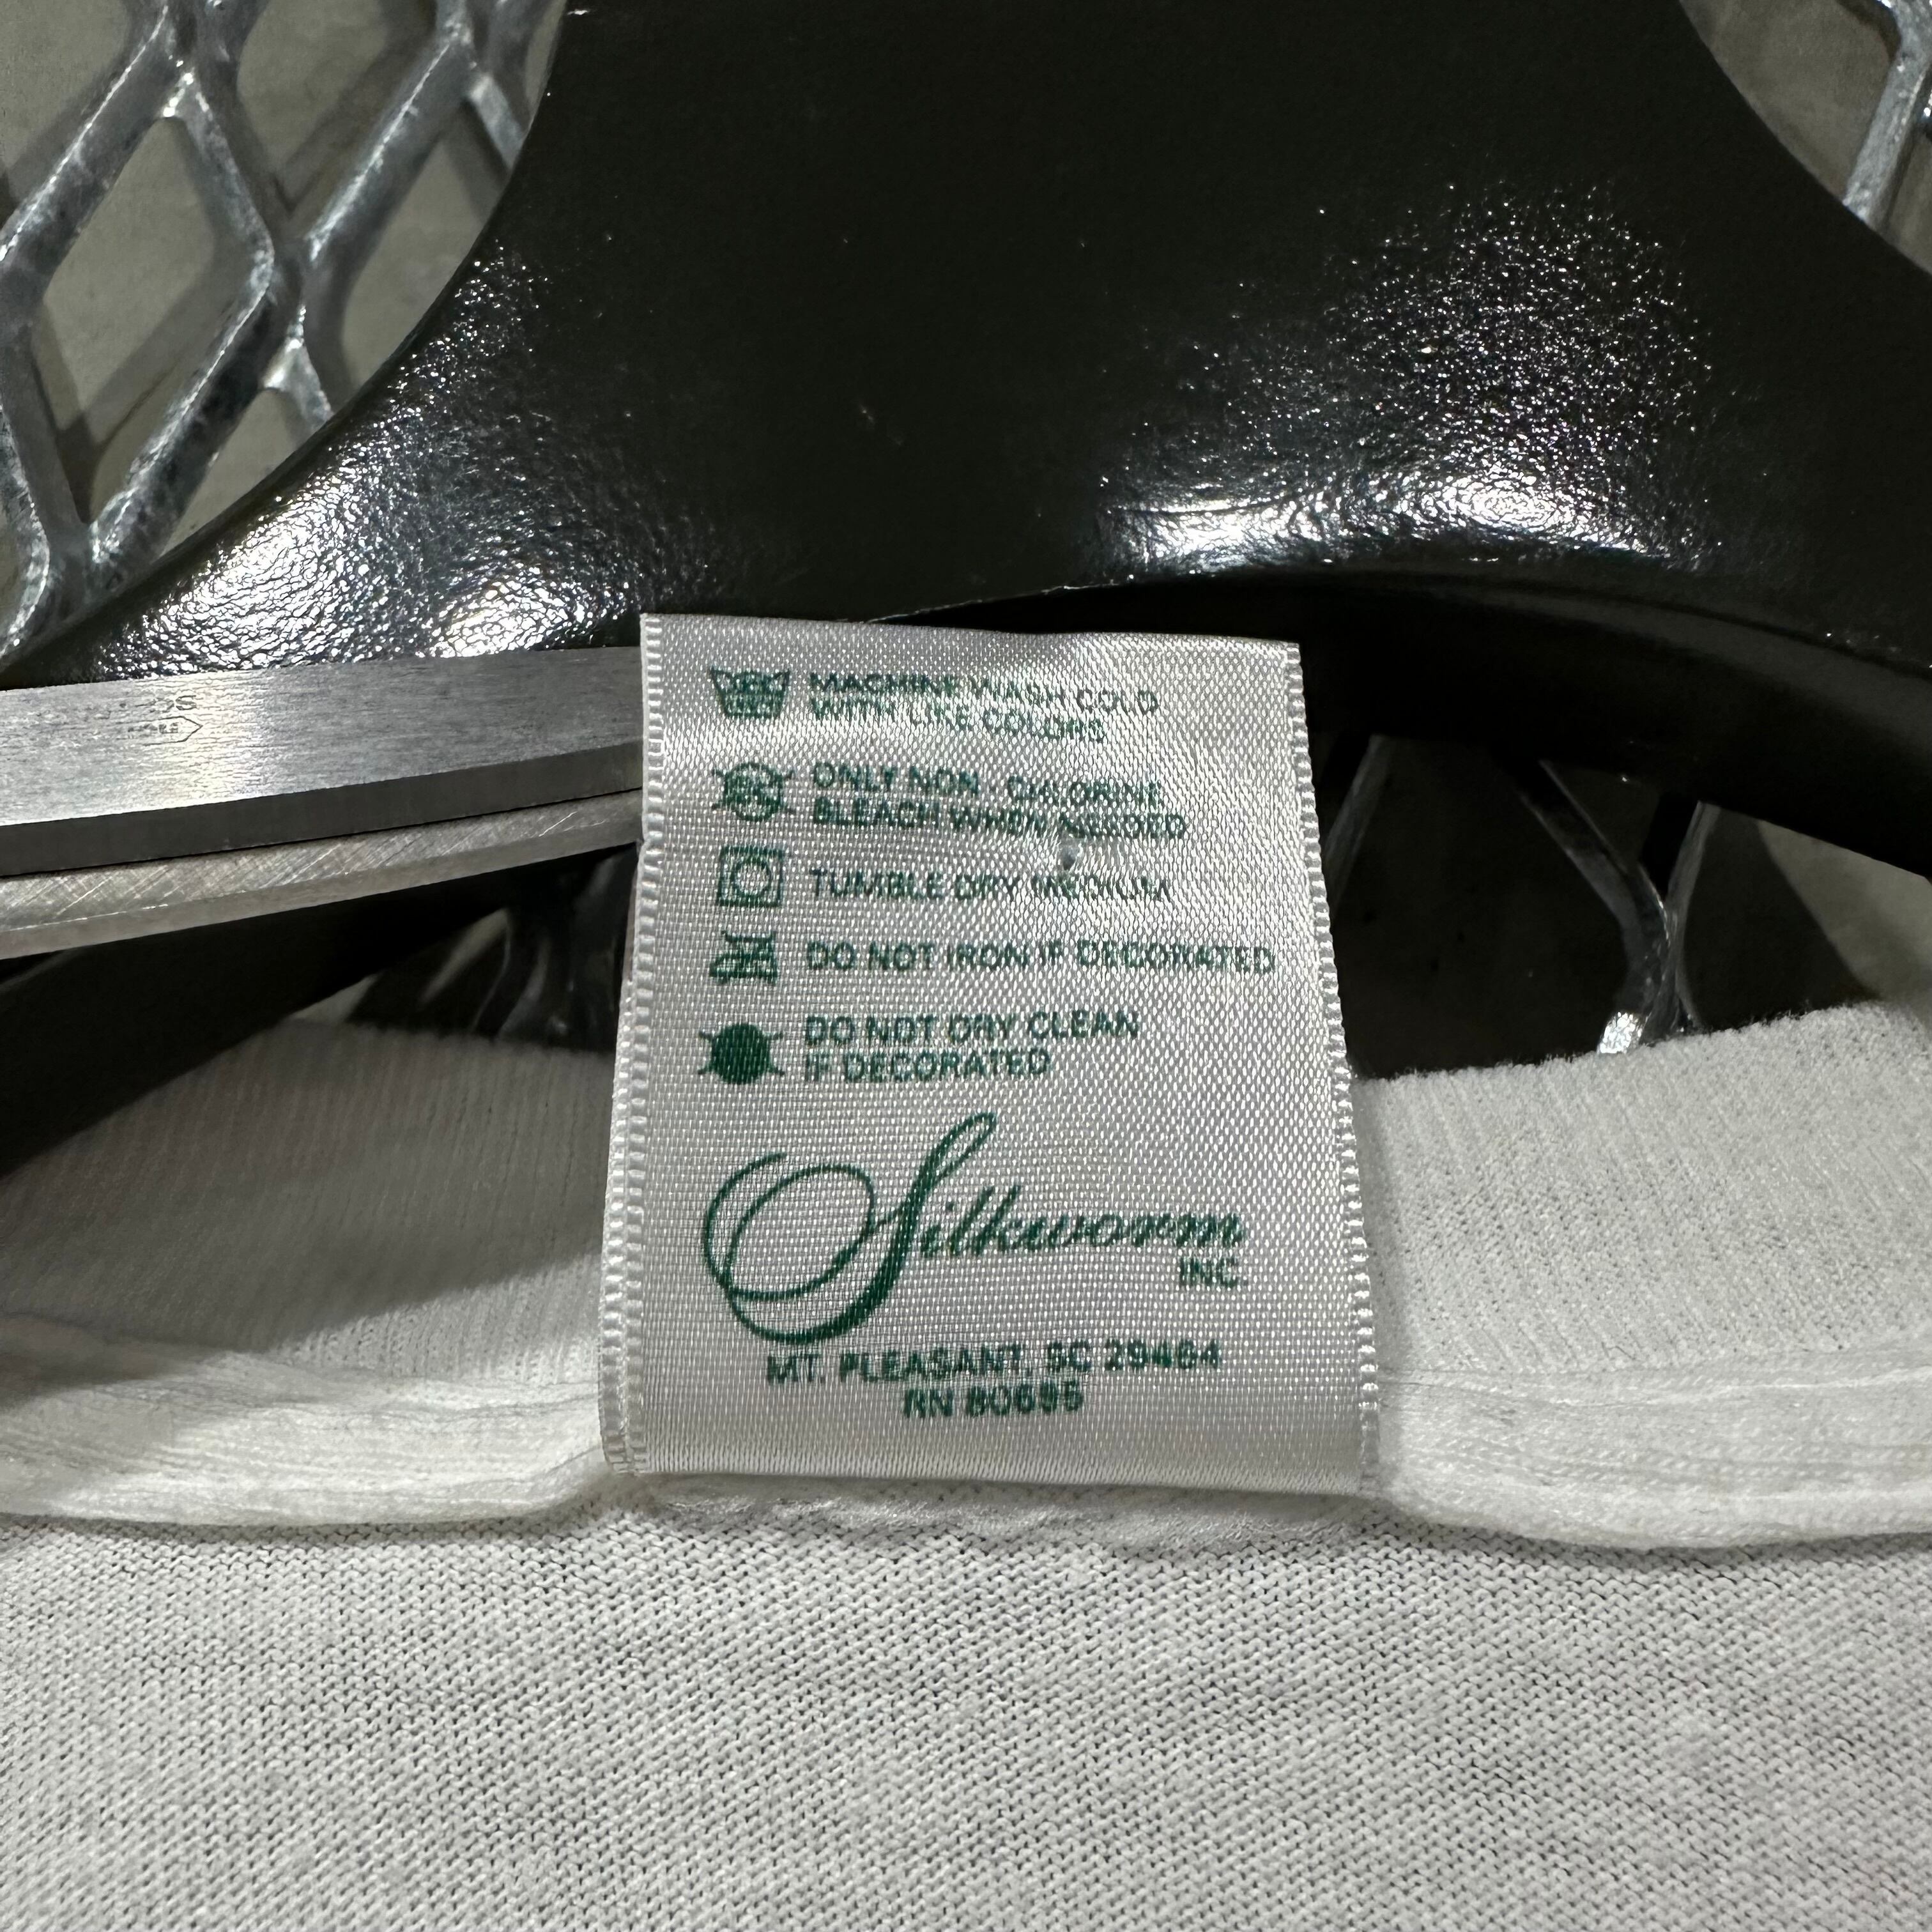 MACHINE WASH COLD
WITH LIKE COLORS
ONLY NON - CHLORINE
BLEACH WHEN NEEDED
TUMBLE DRY MEDIUM
DO NOT IRON IF DECORATED
DO NOT DRY CLEAN
IF DECORATED
Silkworm
INC
MT. PLEASANT, SC 29464
RN 80695